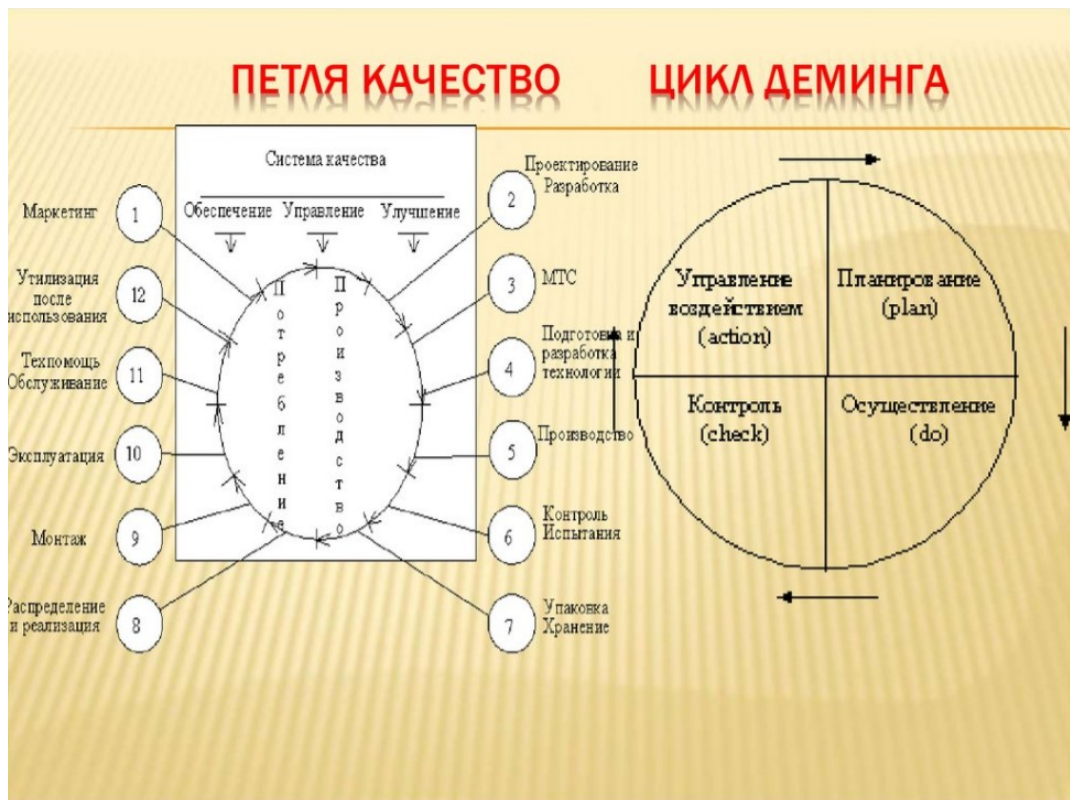 ПЕТЛЯ КАЧЕСТВО
ЦИКЛ ДЕМИНГА
Система качества
Обеспечение Управление Улучшение
Маркетинг
1
2
Проектирование
Разработка
Утилизация
после
использования
12
3
МТС
Техпомощь
Обслуживание
11
4
Подготовка и
разработка
технологии
Эксплуатация
10
5
Производство
Монтаж
9
6
Контроль
Испытания
Распределение
и реализация
8
7
Упаковка
Хранение
Потребление
Производство
Управление
воздействием
(action)
Планирование
(plan)
Контроль
(check)
Осуществление
(do)